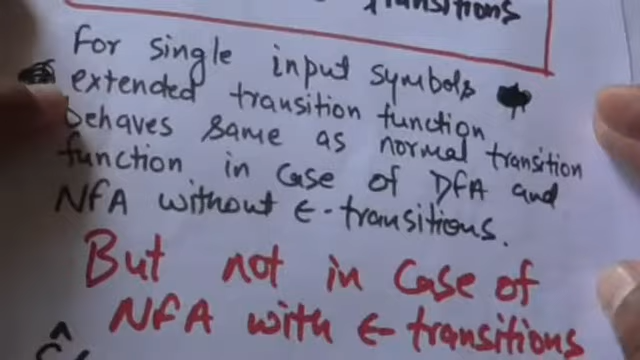 transitions
For single input symbols
extended transition function
behaves same as normal transition
function in case of DFA and
NFA without ε-transitions.
But not in case of
NFA with ε-transitions